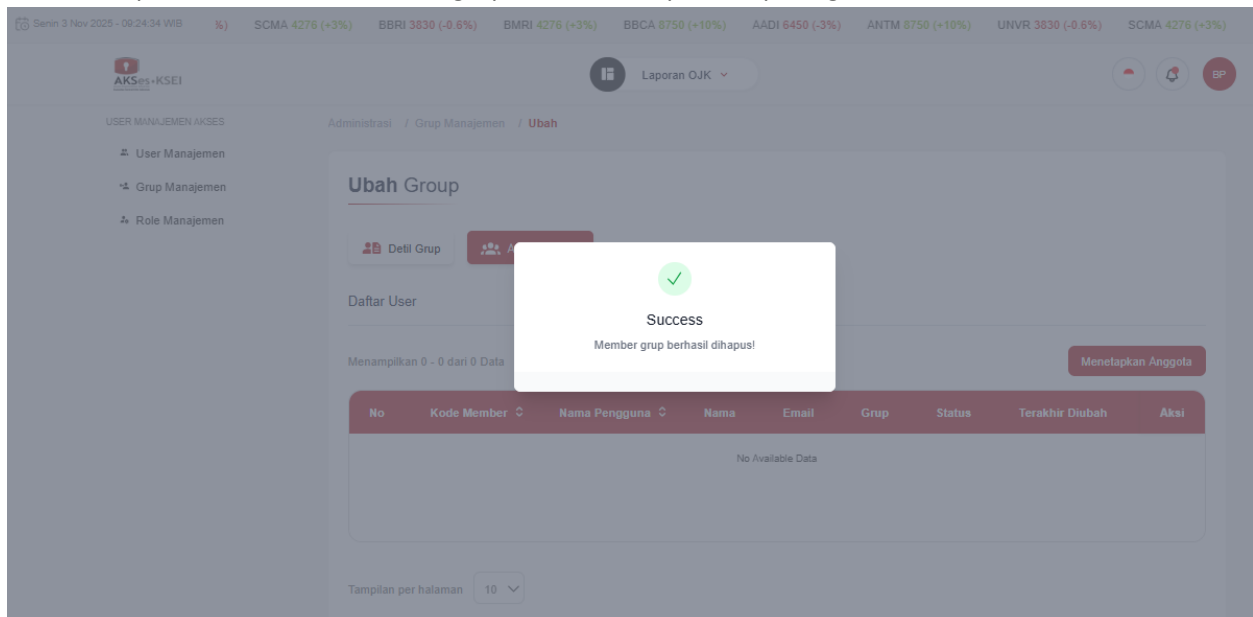 Senin 3 Nov 2025 - 09:24:34 WIB %) SCMA 4276 (+3%) BBRI 3830 (-0.6%) BMRI 4276 (+3%) BBCA 8750 (+10%) AADI 6450 (-3%) ANTM 8750 (+10%) UNVR 3830 (-0.6%) SCMA 4276 (+3%)
AKSes-KSEI
Laporan OJK
BP
USER MANAJEMEN AKSES
Administrasi / Grup Manajemen / Ubah
User Manajemen
Grup Manajemen
Role Manajemen
Ubah Group
Detil Grup
A
Daftar User
Success
Member grup berhasil dihapus!
Menampilkan 0 - 0 dari 0 Data
Menetapkan Anggota
No Kode Member Nama Pengguna Nama Email Grup Status Terakhir Diubah Aksi
No Available Data
Tampilan per halaman 10